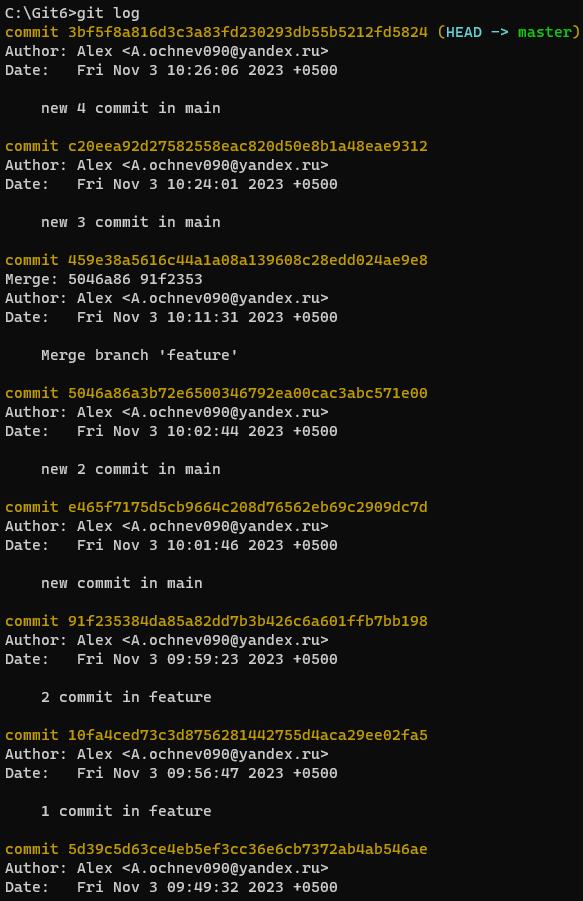 C:\Git6>git log
commit 3bf5f8a816d3c3a83fd230293db55b5212fd5824 (HEAD -> master)
Author: Alex <A.ochnev090@yandex.ru>
Date:   Fri Nov 3 10:26:06 2023 +0500
new 4 commit in main
commit c20eea92d27582558eac820d50e8b1a48eae9312
Author: Alex <A.ochnev090@yandex.ru>
Date:   Fri Nov 3 10:24:01 2023 +0500
new 3 commit in main
commit 459e38a5616c44a1a08a139608c28edd024ae9e8
Merge: 5046a86 91f2353
Author: Alex <A.ochnev090@yandex.ru>
Date:   Fri Nov 3 10:11:31 2023 +0500
Merge branch 'feature'
commit 5046a86a3b72e6500346792ea00cac3abc571e00
Author: Alex <A.ochnev090@yandex.ru>
Date:   Fri Nov 3 10:02:44 2023 +0500
new 2 commit in main
commit e465f7175d5cb9664c208d76562eb69c2909dc7d
Author: Alex <A.ochnev090@yandex.ru>
Date:   Fri Nov 3 10:01:46 2023 +0500
new commit in main
commit 91f235384da85a82dd7b3b426c6a601ffb7bb198
Author: Alex <A.ochnev090@yandex.ru>
Date:   Fri Nov 3 09:59:23 2023 +0500
2 commit in feature
commit 10fa4ced73c3d8756281442755d4aca29ee02fa5
Author: Alex <A.ochnev090@yandex.ru>
Date:   Fri Nov 3 09:56:47 2023 +0500
1 commit in feature
commit 5d39c5d63ce4eb5ef3cc36e6cb7372ab4ab546ae
Author: Alex <A.ochnev090@yandex.ru>
Date:   Fri Nov 3 09:49:32 2023 +0500